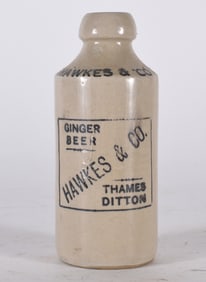 HAWKES & CO
GINGER
BEER
HAWKES & CO.
THAMES
DITTON